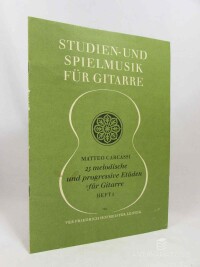 STUDIEN- UND
SPIELMUSIK
FÜR GITARRE
MATTEO CARCASSI
25 melodische
und progressive Etüden
für Gitarre
HEFT 1
VEB FRIEDRICH HOFMEISTER LEIPZIG